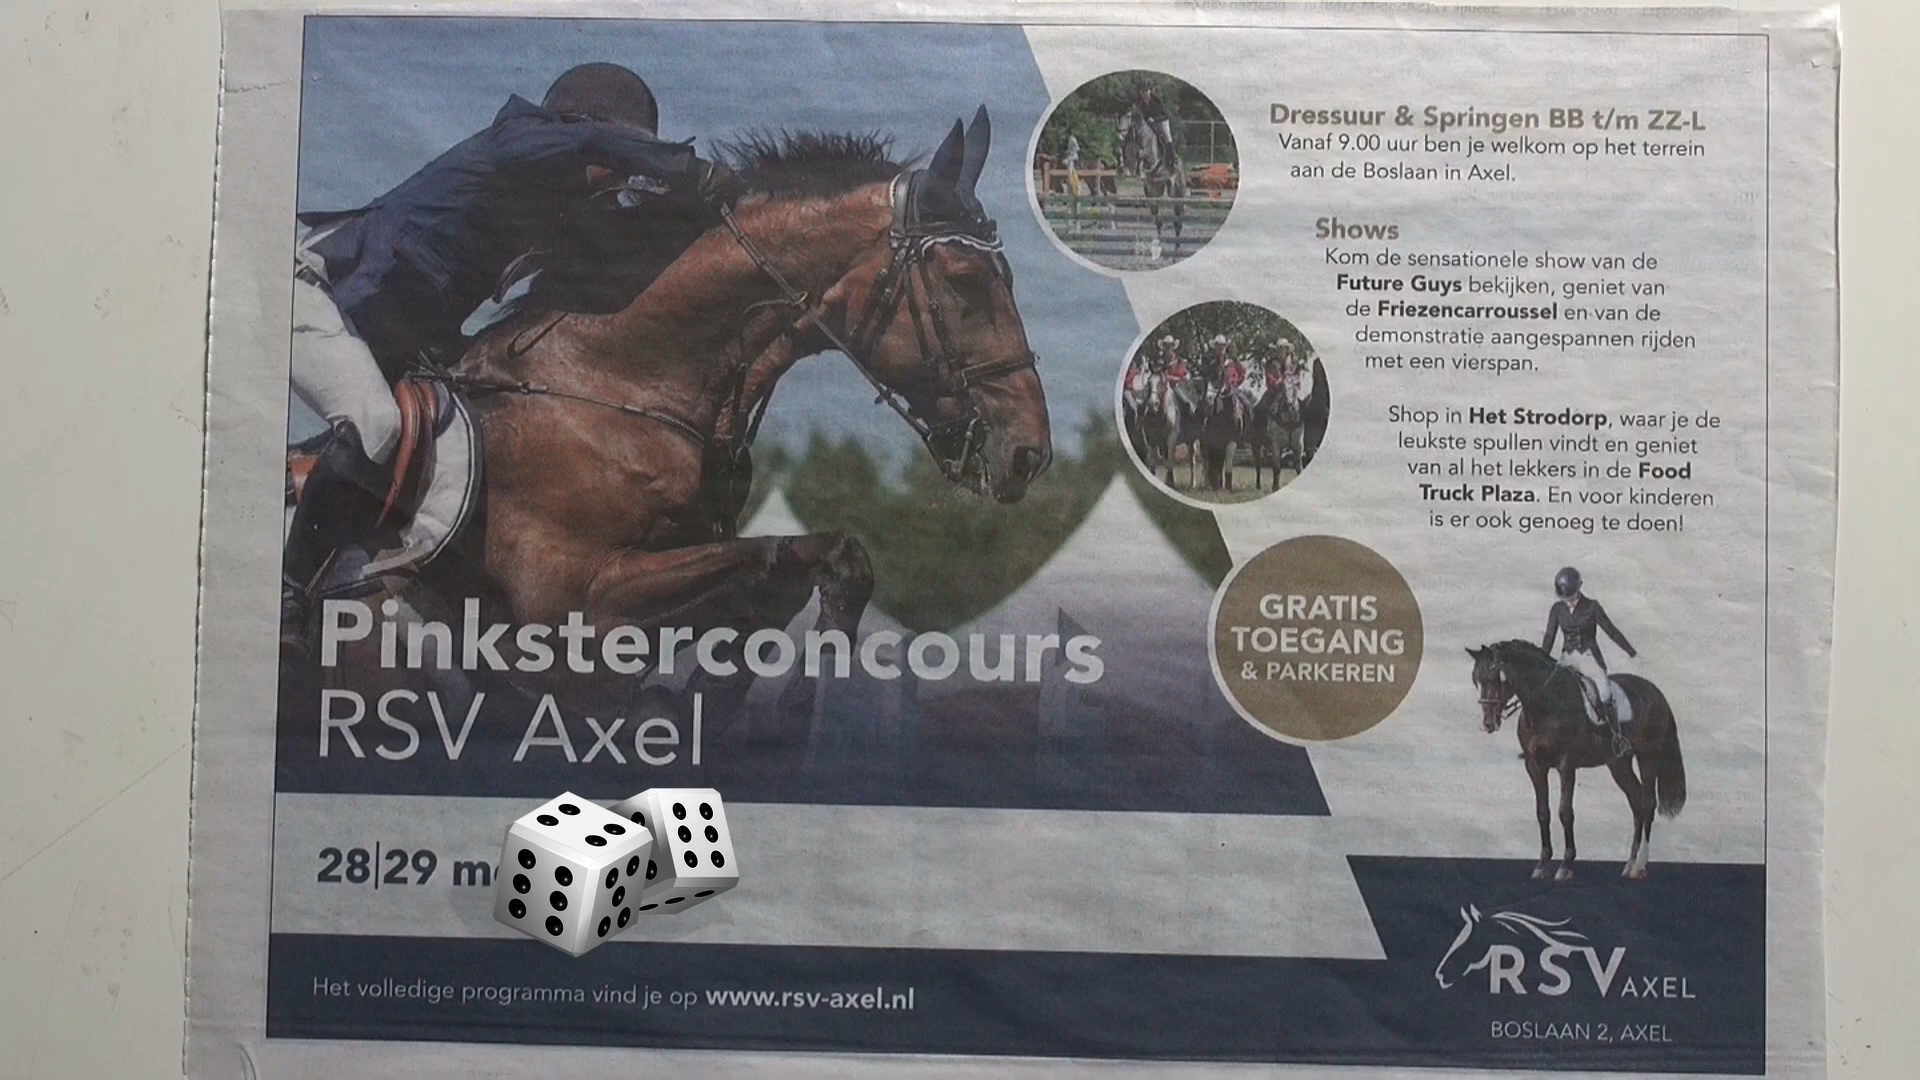 Dressuur & Springen BB t/m ZZ-L
Vanaf 9.00 uur ben je welkom op het terrein
aan de Boslaan in Axel.
Shows
Kom de sensationele show van de
Future Guys bekijken, geniet van
de Friezencarroussel en van de
demonstratie aangespannen rijden
met een vierspan.
Shop in Het Strodorp, waar je de
leukste spullen vindt en geniet
van al het lekkers in de Food
Truck Plaza. En voor kinderen
is er ook genoeg te doen!
GRATIS
TOEGANG
& PARKEREN
Pinksterconcours
RSV Axel
28|29
Het volledige programma vind je op www.rsv-axel.nl
RSV AXEL
BOSLAAN 2, AXEL